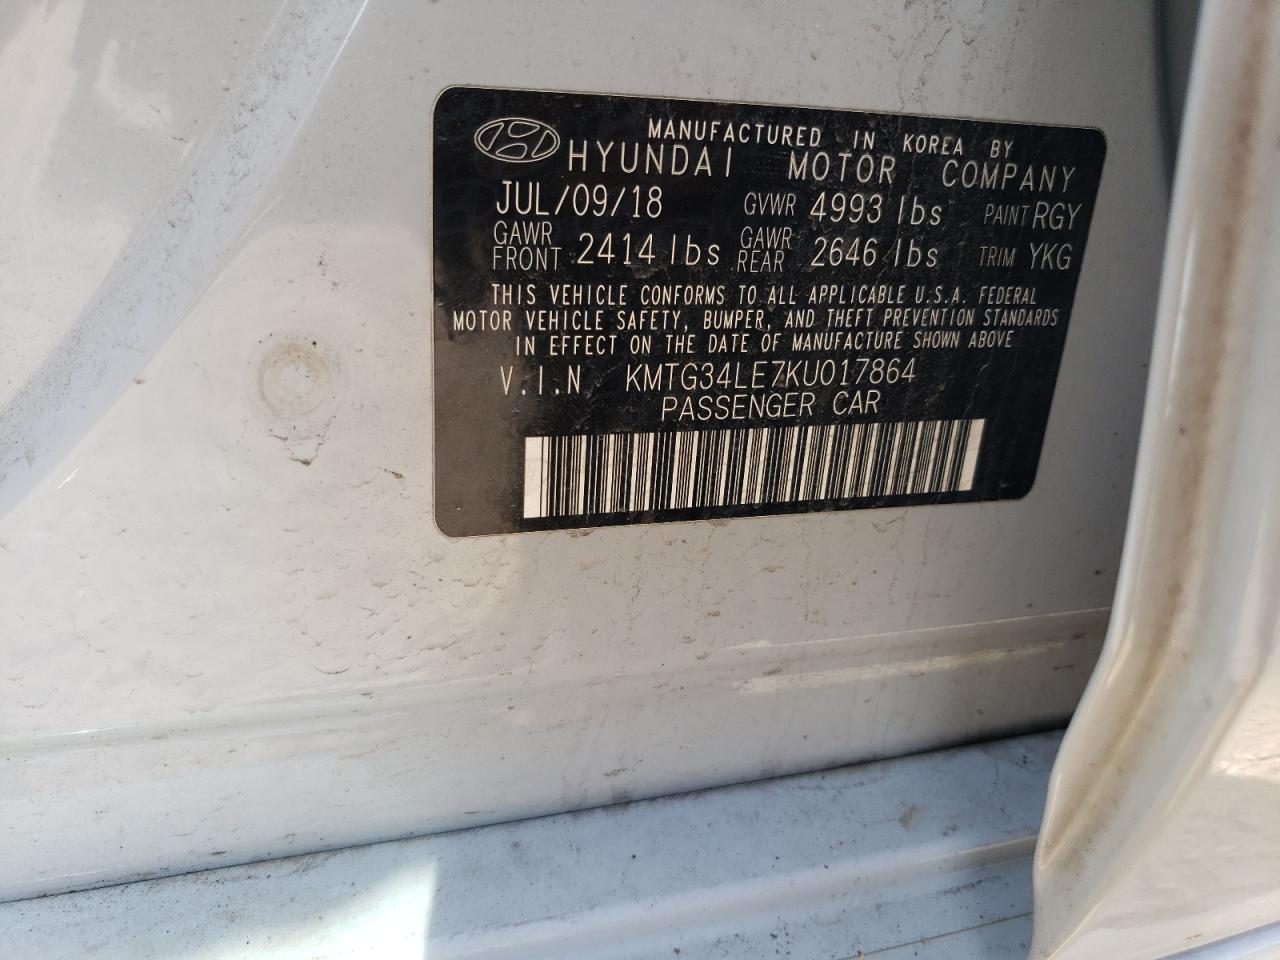 MANUFACTURED IN KOREA BY
HYUNDAI MOTOR COMPANY
JUL/09/18 GVWR 4993 lbs PAINT RGY
GAWR FRONT 2414 lbs GAWR REAR 2646 lbs TRIM YKG
THIS VEHICLE CONFORMS TO ALL APPLICABLE U.S.A. FEDERAL
MOTOR VEHICLE SAFETY, BUMPER, AND THEFT PREVENTION STANDARDS
IN EFFECT ON THE DATE OF MANUFACTURE SHOWN ABOVE
V.I.N KMTG34LE7KU017864
PASSENGER CAR